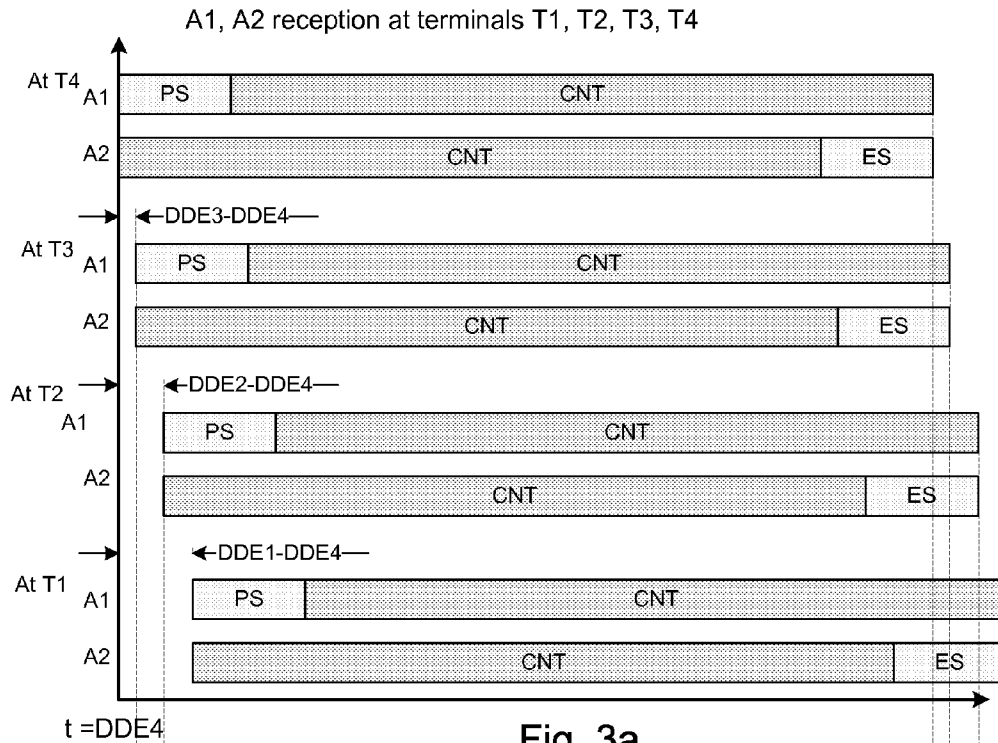 A1, A2 reception at terminals T1, T2, T3, T4
At T4
A1 PS CNT
A2 CNT ES
DDE3-DDE4
At T3
A1 PS CNT
A2 CNT ES
DDE2-DDE4
At T2
A1 PS CNT
A2 CNT ES
DDE1-DDE4
At T1
A1 PS CNT
A2 CNT ES
t =DDE4
Fig. 3a